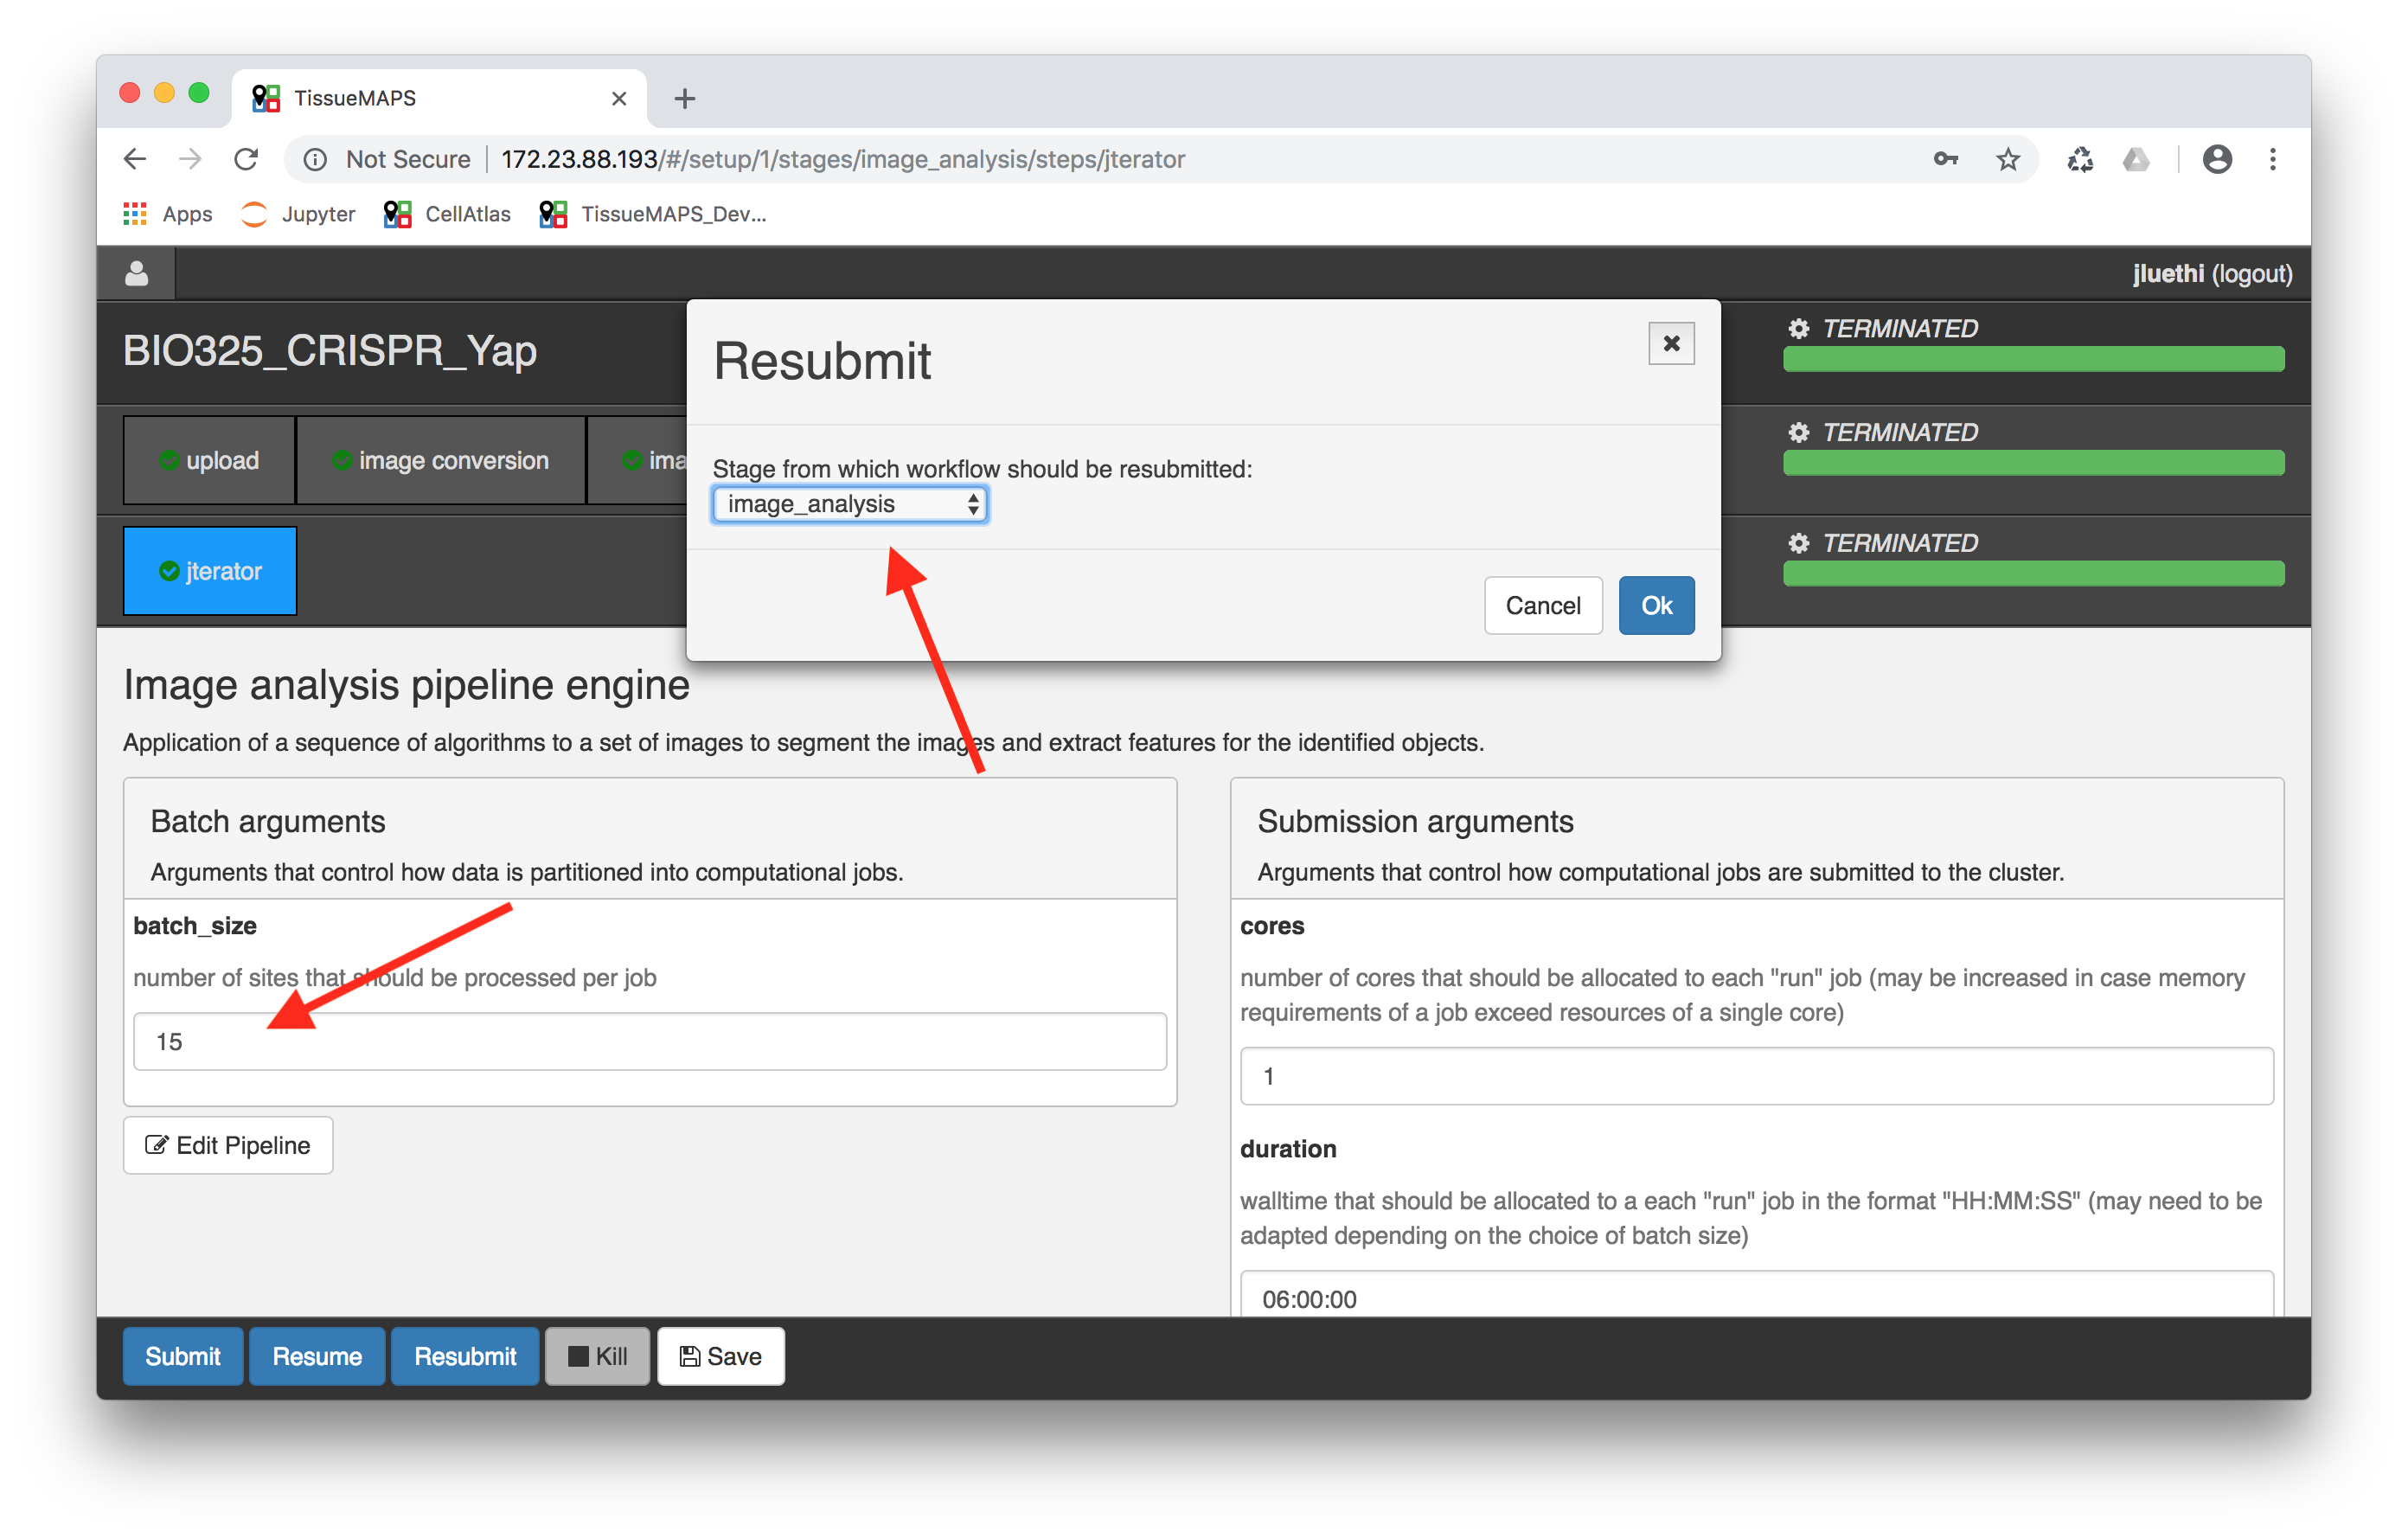 TissueMAPS
Not Secure 172.23.88.193/#/setup/1/stages/image_analysis/steps/jterator
Apps Jupyter CellAtlas TissueMAPS_Dev...
jluethi (logout)
BIO325_CRISPR_Yap
TERMINATED
upload image conversion ima
TERMINATED
jterator
TERMINATED
Resubmit
Stage from which workflow should be resubmitted:
image_analysis
Cancel Ok
Image analysis pipeline engine
Application of a sequence of algorithms to a set of images to segment the images and extract features for the identified objects.
Batch arguments
Arguments that control how data is partitioned into computational jobs.
batch_size
number of sites that should be processed per job
15
Edit Pipeline
Submission arguments
Arguments that control how computational jobs are submitted to the cluster.
cores
number of cores that should be allocated to each "run" job (may be increased in case memory
requirements of a job exceed resources of a single core)
1
duration
walltime that should be allocated to a each "run" job in the format "HH:MM:SS" (may need to be
adapted depending on the choice of batch size)
06:00:00
Submit Resume Resubmit Kill Save